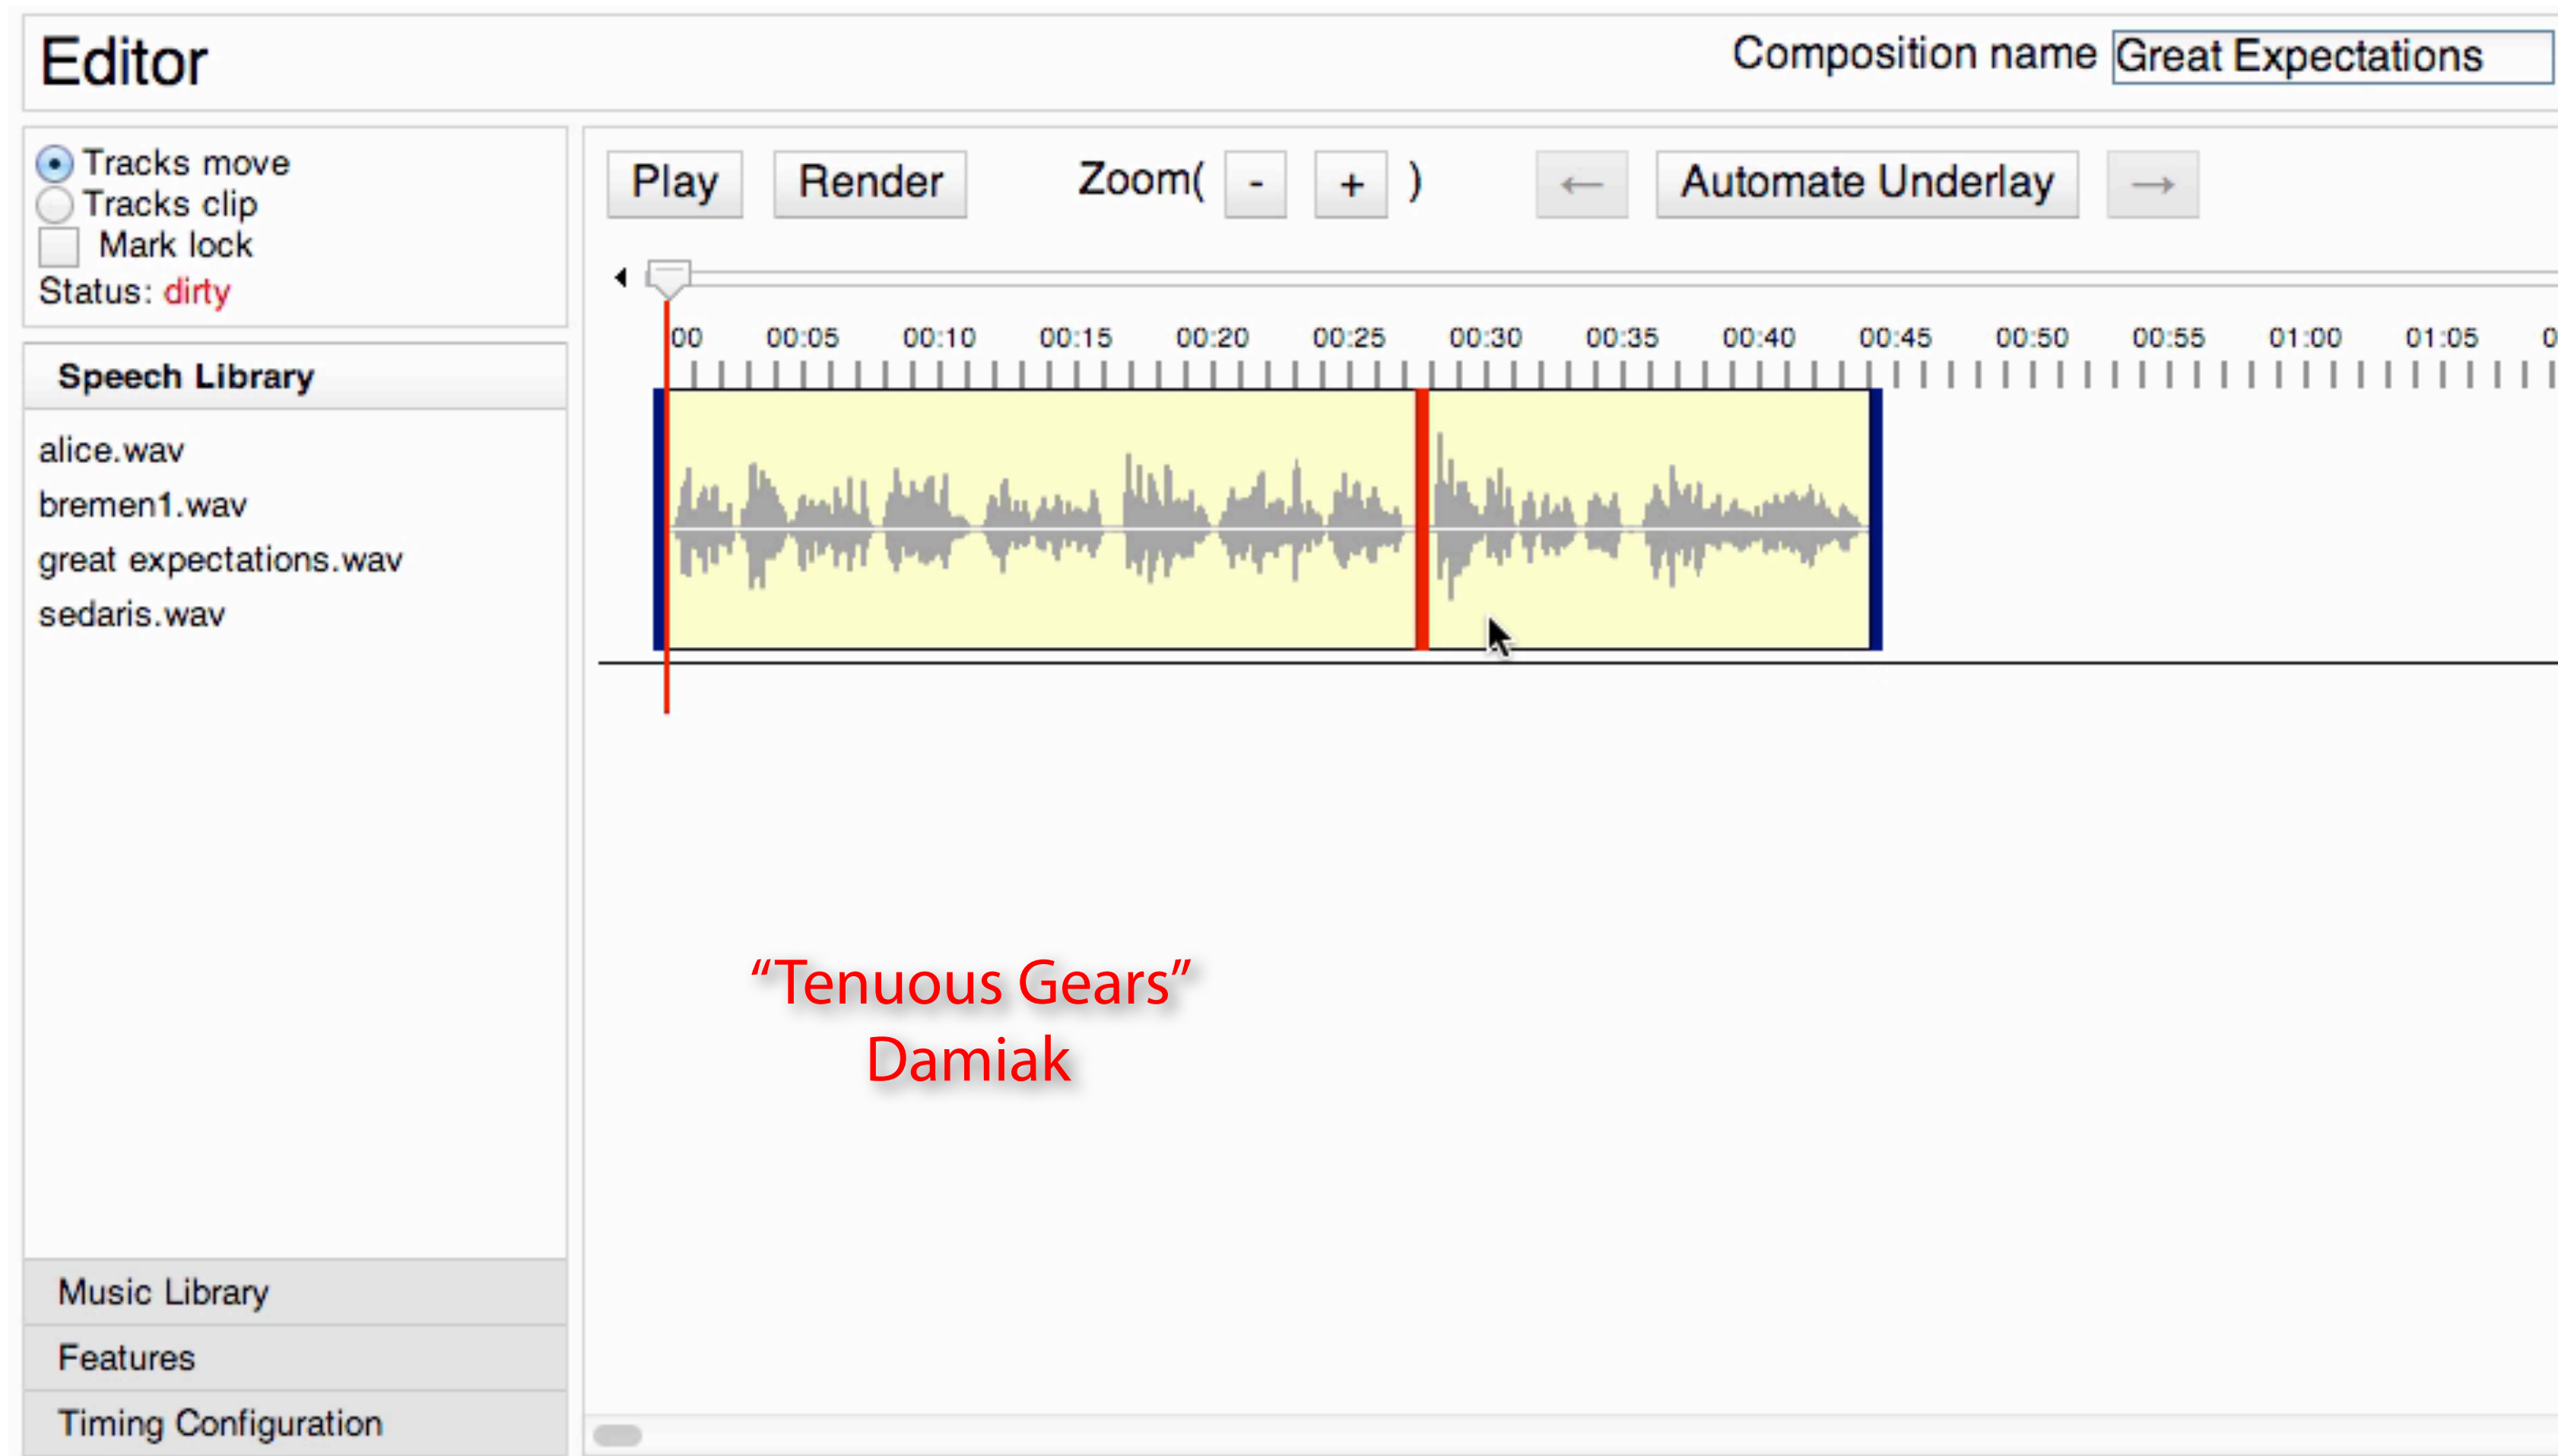 Editor
Composition name Great Expectations
Tracks move
Tracks clip
Mark lock
Status: dirty
Play Render Zoom( - + ) ← Automate Underlay →
00 00:05 00:10 00:15 00:20 00:25 00:30 00:35 00:40 00:45 00:50 00:55 01:00 01:05
Speech Library
alice.wav
bremen1.wav
great expectations.wav
sedaris.wav
“Tenuous Gears”
Damiak
Music Library
Features
Timing Configuration